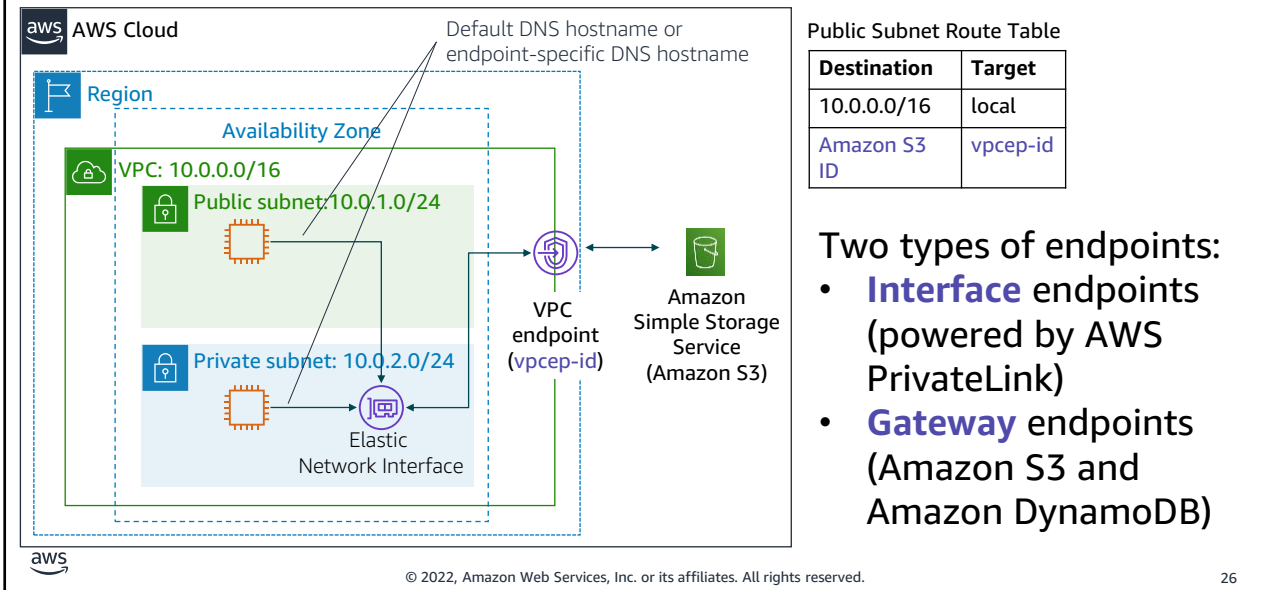 aws AWS Cloud
Default DNS hostname or
endpoint-specific DNS hostname
Region
Availability Zone
VPC: 10.0.0.0/16
Public subnet:10.0.1.0/24
Private subnet: 10.0.2.0/24
Elastic
Network Interface
VPC
endpoint
(vpcep-id)
Amazon
Simple Storage
Service
(Amazon S3)
Public Subnet Route Table
Destination Target
10.0.0.0/16 local
Amazon S3 vpcep-id
ID
Two types of endpoints:
• Interface endpoints
(powered by AWS
PrivateLink)
• Gateway endpoints
(Amazon S3 and
Amazon DynamoDB)
aws
© 2022, Amazon Web Services, Inc. or its affiliates. All rights reserved.
26